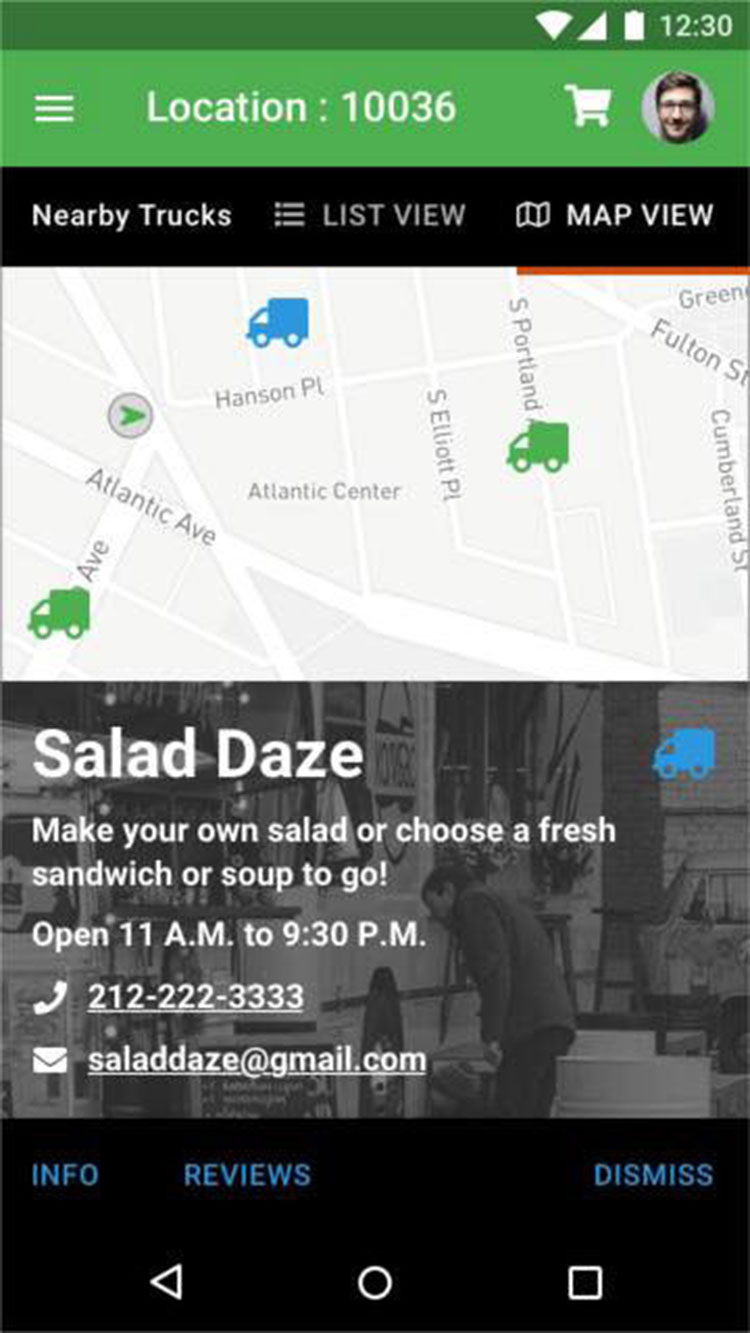 12:30
Location : 10036
Nearby Trucks
LIST VIEW
MAP VIEW
Fulton St
S Portland
Hanson Pl
S Elliott Pl
Cumberland St
Atlantic Center
Atlantic Ave
Ave
Salad Daze
Make your own salad or choose a fresh
sandwich or soup to go!
Open 11 A.M. to 9:30 P.M.
212-222-3333
saladdaze@gmail.com
INFO
REVIEWS
DISMISS